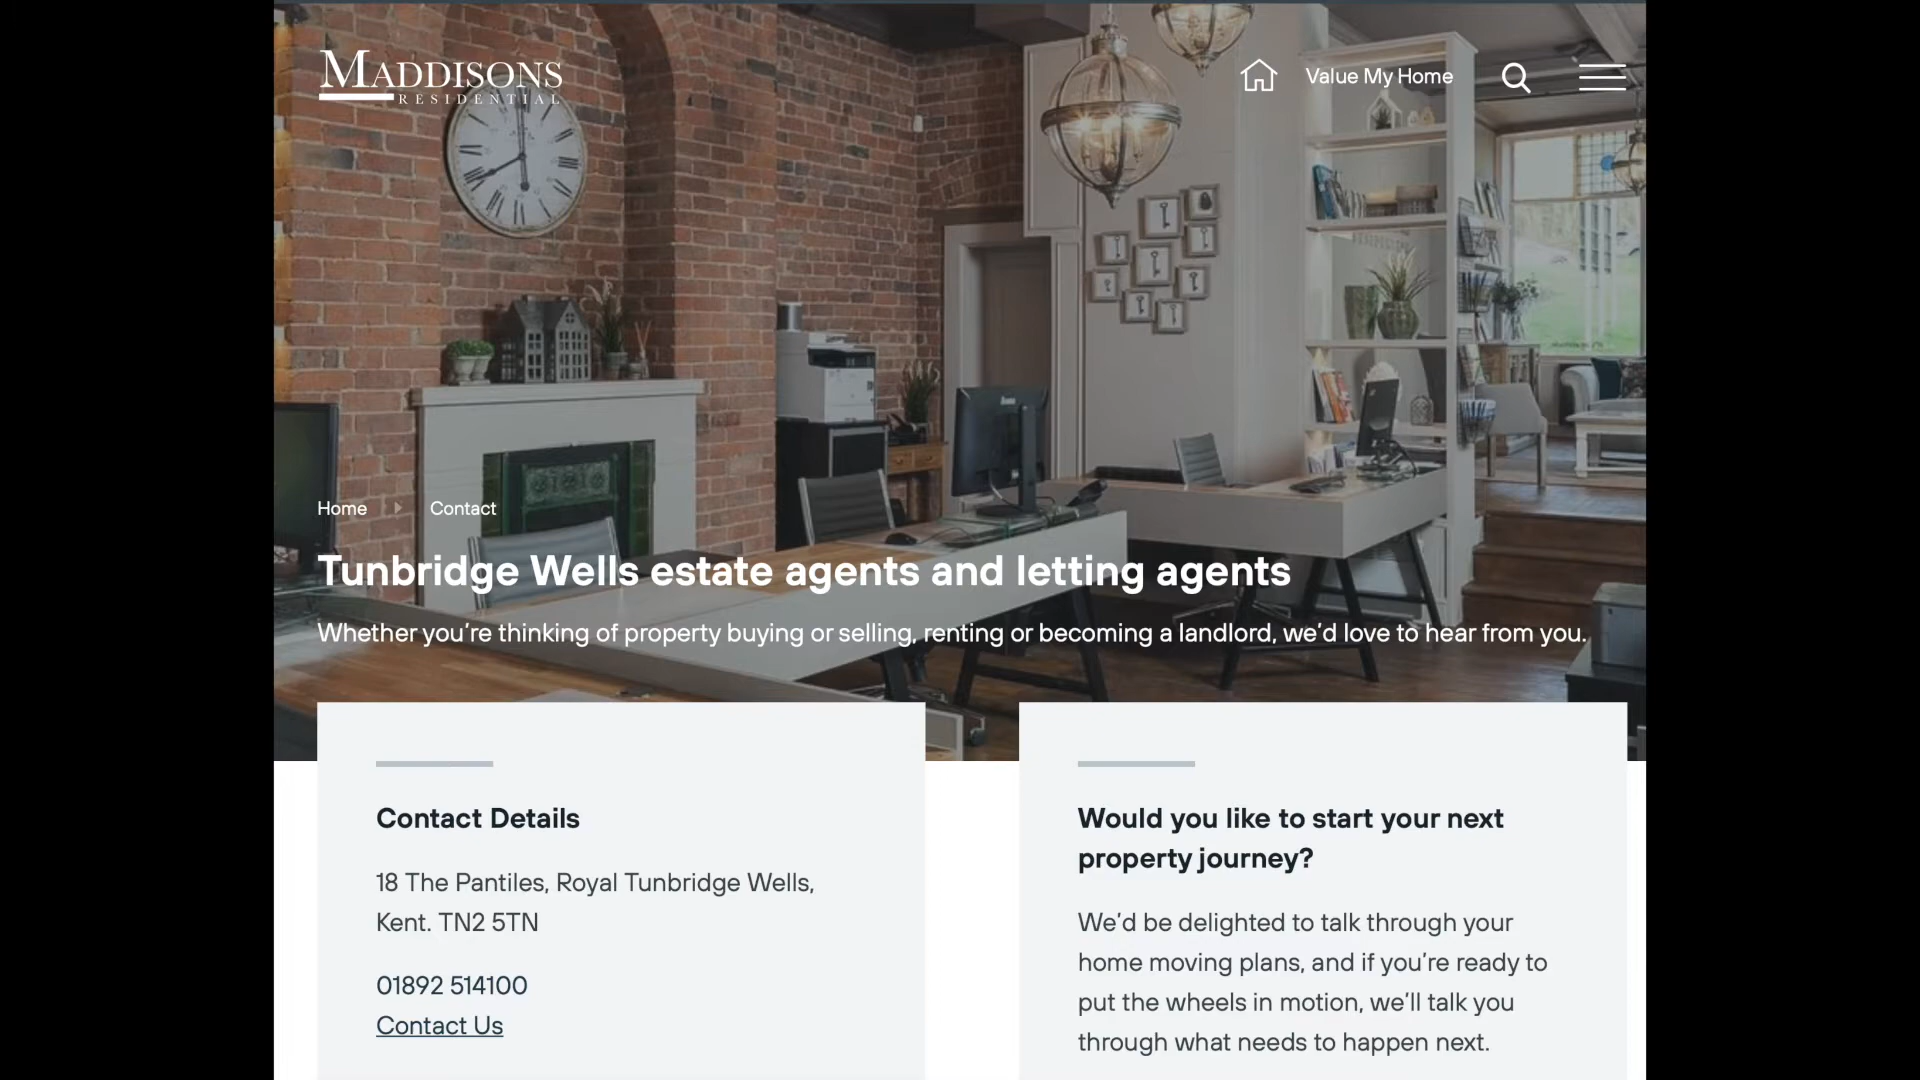 MADDISONS
RESIDENTIAL
Value My Home
Home
Contact
Tunbridge Wells estate agents and letting agents
Whether you’re thinking of property buying or selling, renting or becoming a landlord, we’d love to hear from you.
Contact Details
18 The Pantiles, Royal Tunbridge Wells,
Kent. TN2 5TN
01892 514100
Contact Us
Would you like to start your next
property journey?
We’d be delighted to talk through your
home moving plans, and if you’re ready to
put the wheels in motion, we’ll talk you
through what needs to happen next.